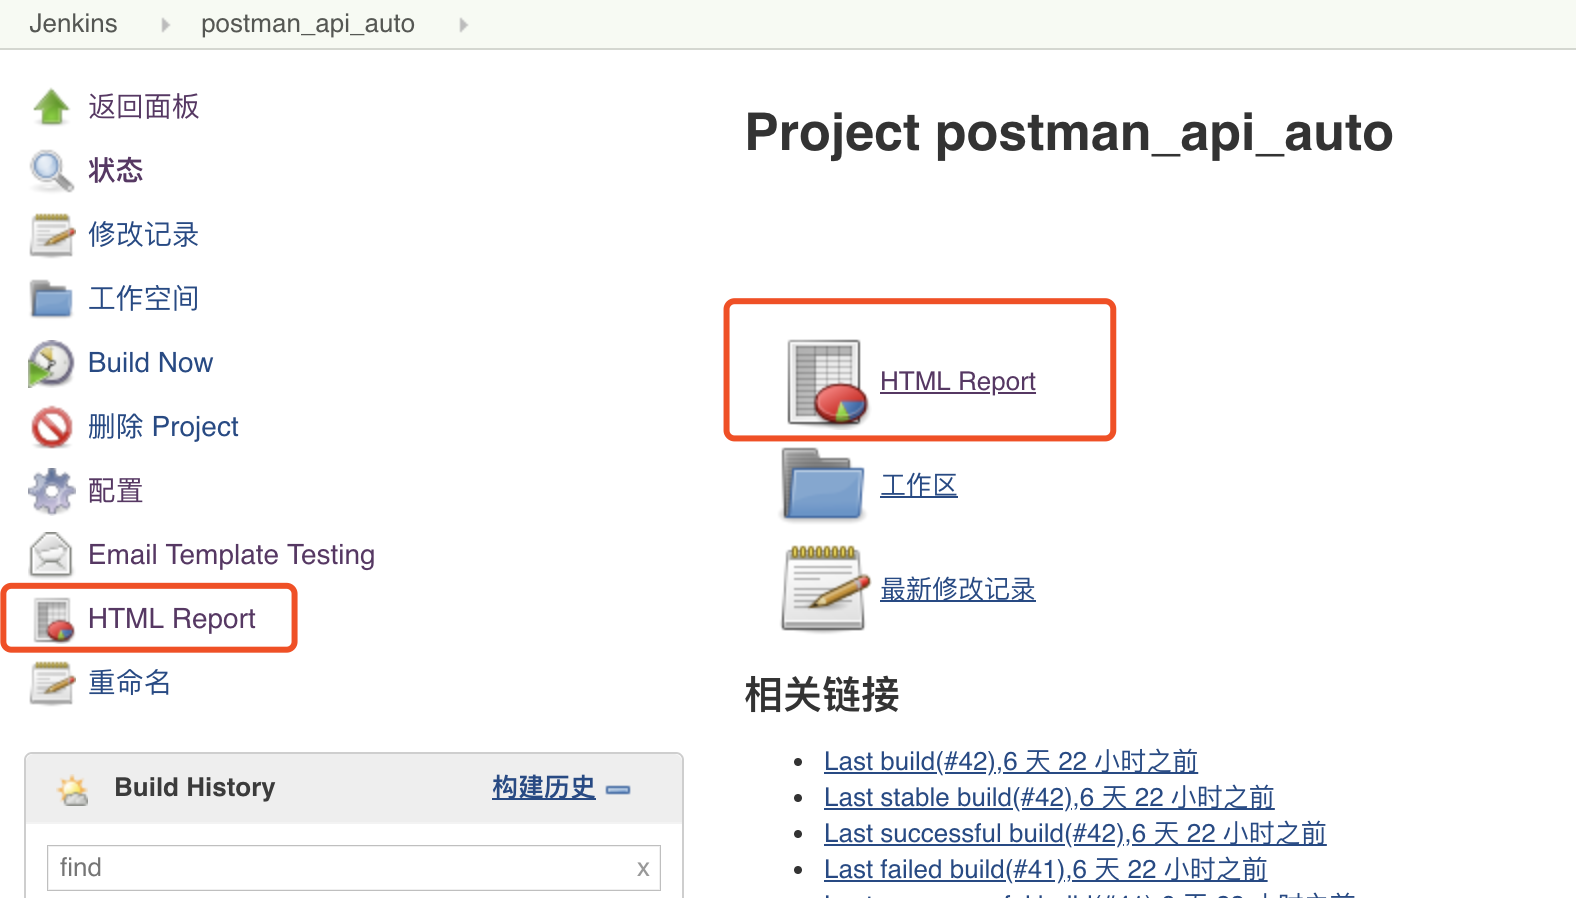 Jenkins postman_api_auto
返回面板
状态
修改记录
工作空间
Build Now
删除 Project
配置
Email Template Testing
HTML Report
重命名
Build History 构建历史
find x
Project postman_api_auto
HTML Report
工作区
最新修改记录
相关链接
Last build(#42),6 天 22 小时之前
Last stable build(#42),6 天 22 小时之前
Last successful build(#42),6 天 22 小时之前
Last failed build(#41),6 天 22 小时之前